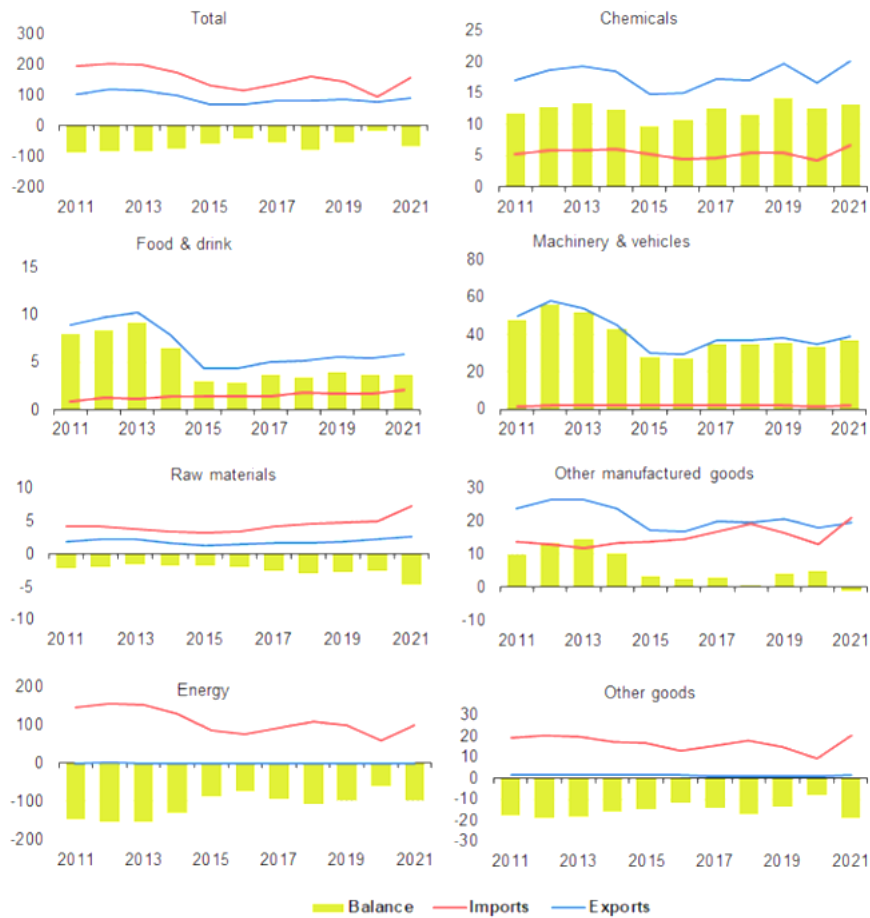 Total
300
200
100
0
-100
-200
2011 2013 2015 2017 2019 2021
Chemicals
25
20
15
10
5
0
2011 2013 2015 2017 2019 2021
Food & drink
15
10
5
0
2011 2013 2015 2017 2019 2021
Machinery & vehicles
80
60
40
20
0
2011 2013 2015 2017 2019 2021
Raw materials
10
5
0
-5
-10
2011 2013 2015 2017 2019 2021
Other manufactured goods
30
20
10
0
-10
2011 2013 2015 2017 2019 2021
Energy
200
100
0
-100
-200
2011 2013 2015 2017 2019 2021
Other goods
30
20
10
0
-10
-20
-30
2011 2013 2015 2017 2019 2021
Balance Imports Exports